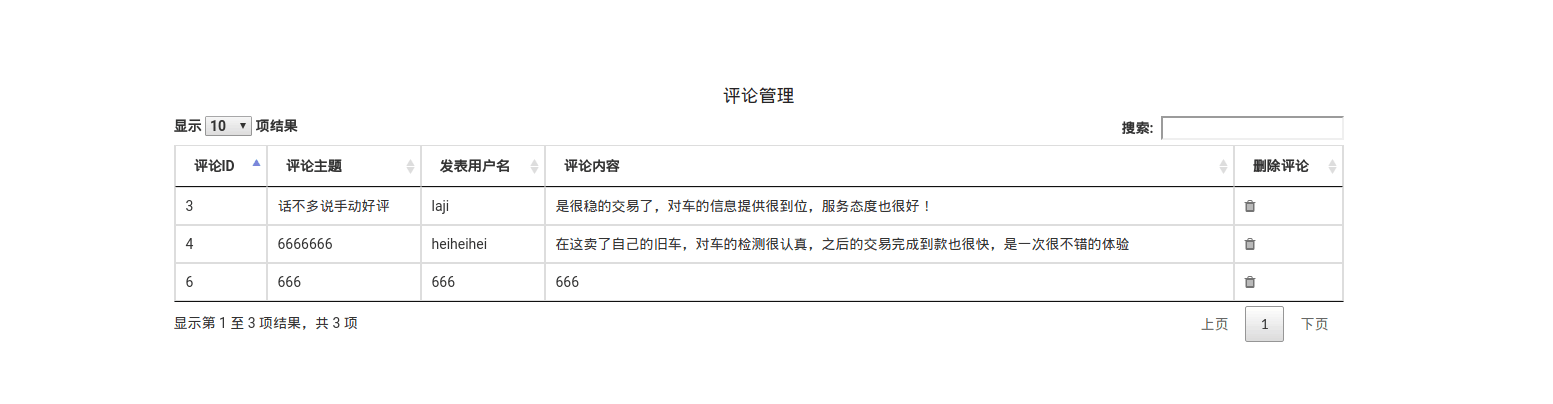 评论管理
显示 10 项结果 搜索:
评论ID 评论主题 发表用户名 评论内容 删除评论
3 话不多说手动好评 laji 是很稳的交易了，对车的信息提供很到位，服务态度也很好！
4 6666666 heiheihei 在这卖了自己的旧车，对车的检测很认真，之后的交易完成到款也很快，是一次很不错的体验
6 666 666 666
显示第 1 至 3 项结果，共 3 项 上页 1 下页